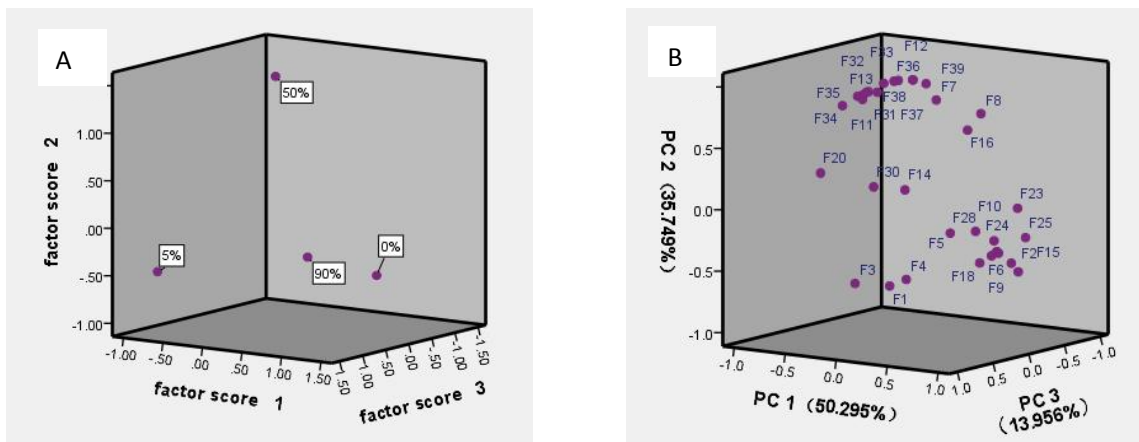 A
50%
5%
90%
0%
factor score 2
1.00
.50
.00
-.50
-1.00
-1.00
-.50
.00
.50
1.00
1.50
factor score 1
1.50
1.00
.50
.00
-.50
-1.00
-1.50
factor score 3
B
F12
F33
F32
F36
F39
F13
F7
F35
F38
F8
F34
F11
F31
F37
F16
F20
F30
F14
F23
F10
F28
F24
F25
F5
F2
F15
F3
F4
F18
F6
F9
F1
PC 2 (35.749%)
0.5
0.0
-0.5
-1.0
-1.0
-0.5
0.0
0.5
1.0
PC 1 (50.295%)
1.0
0.5
0.0
-0.5
-1.0
PC 3
(13.956%)